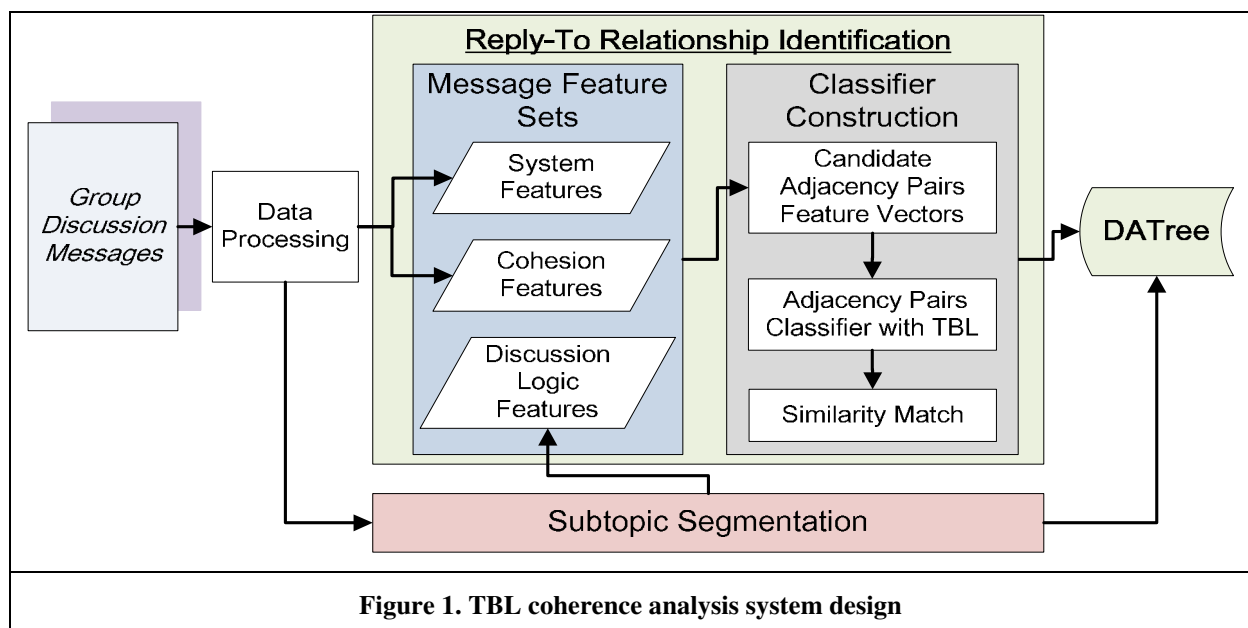 Reply-To Relationship Identification
Group
Discussion
Messages
Data
Processing
Message Feature
Sets
System
Features
Cohesion
Features
Discussion
Logic
Features
Classifier
Construction
Candidate
Adjacency Pairs
Feature Vectors
Adjacency Pairs
Classifier with TBL
Similarity Match
DATree
Subtopic Segmentation
Figure 1. TBL coherence analysis system design